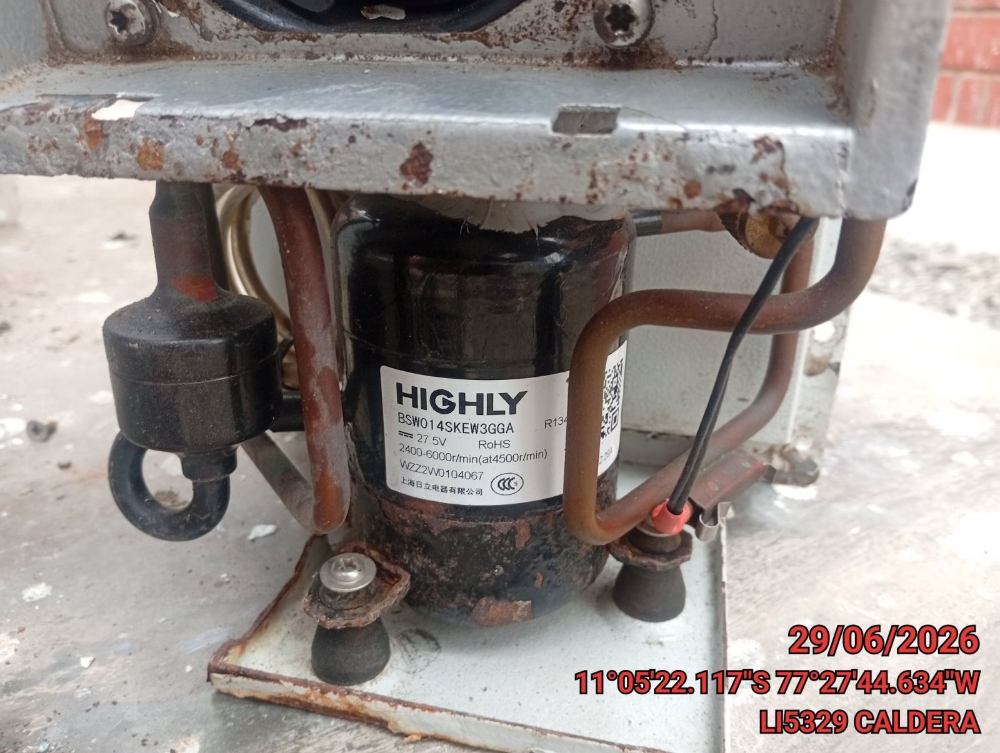 HIGHLY
BSW014SKEW3GGA R134
27.5V RoHS
2400-6000r/min(at4500r/min)
WZZ2W0104067
上海日立电器有限公司
CCC S
29/06/2026
11°05'22.117"S 77°27'44.634"W
LI5329 CALDERA